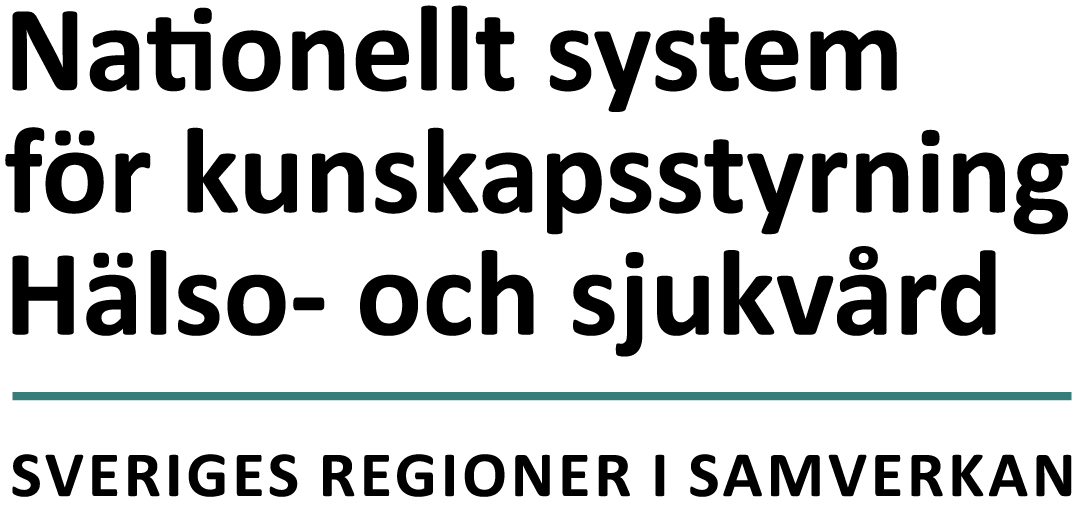 Nationellt system
för kunskapsstyrning
Hälso- och sjukvård
SVERIGES REGIONER I SAMVERKAN